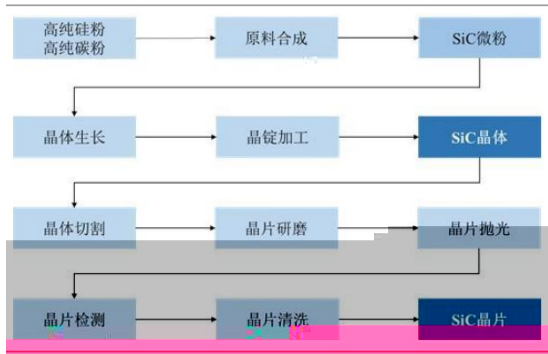 高纯硅粉
高纯碳粉
原料合成
SiC微粉
晶体生长
晶锭加工
SiC晶体
晶体切割
晶片研磨
晶片抛光
晶片检测
晶片清洗
SiC晶片